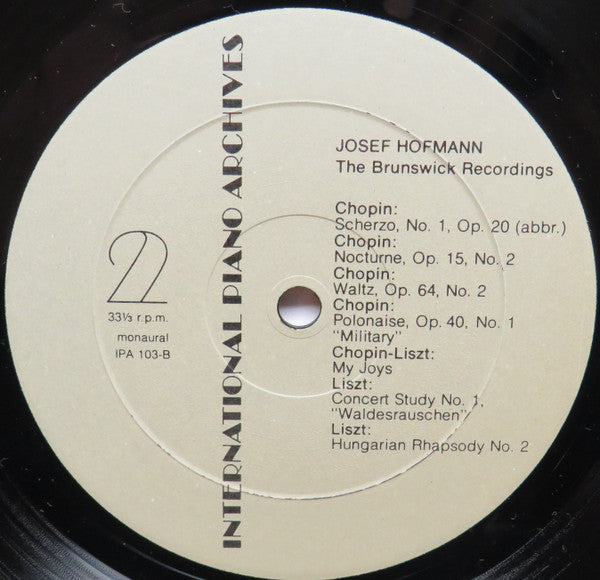 INTERNATIONAL PIANO ARCHIVES
JOSEF HOFMANN
The Brunswick Recordings
Chopin:
Scherzo, No. 1, Op. 20 (abbr.)
Chopin:
Nocturne, Op. 15, No. 2
Chopin:
Waltz, Op. 64, No. 2
Chopin:
Polonaise, Op. 40, No. 1
"Military"
Chopin-Liszt:
My Joys
Liszt:
Concert Study No. 1,
"Waldesrauschen"
Liszt:
Hungarian Rhapsody No. 2
2
33⅓ r.p.m.
monaural
IPA 103-B